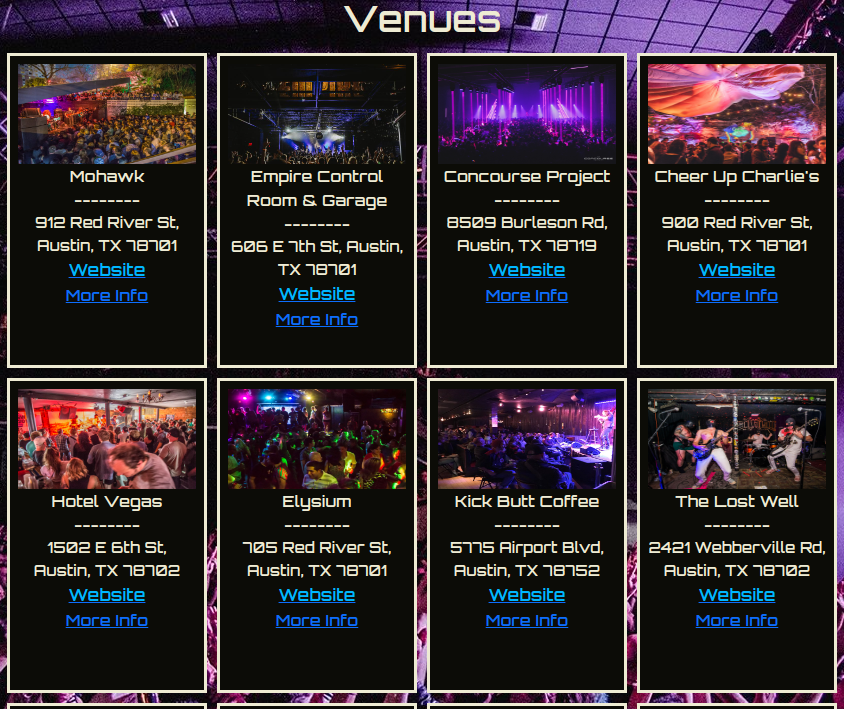 Venues
Mohawk
--------
912 Red River St,
Austin, TX 78701
Website
More Info
Empire Control
Room & Garage
--------
606 E 7th St, Austin,
TX 78701
Website
More Info
Concourse Project
--------
8509 Burleson Rd,
Austin, TX 78719
Website
More Info
Cheer Up Charlie's
--------
900 Red River St,
Austin, TX 78701
Website
More Info
Hotel Vegas
--------
1502 E 6th St,
Austin, TX 78702
Website
More Info
Elysium
--------
705 Red River St,
Austin, TX 78701
Website
More Info
Kick Butt Coffee
--------
5775 Airport Blvd,
Austin, TX 78752
Website
More Info
The Lost Well
--------
2421 Webberville Rd,
Austin, TX 78702
Website
More Info